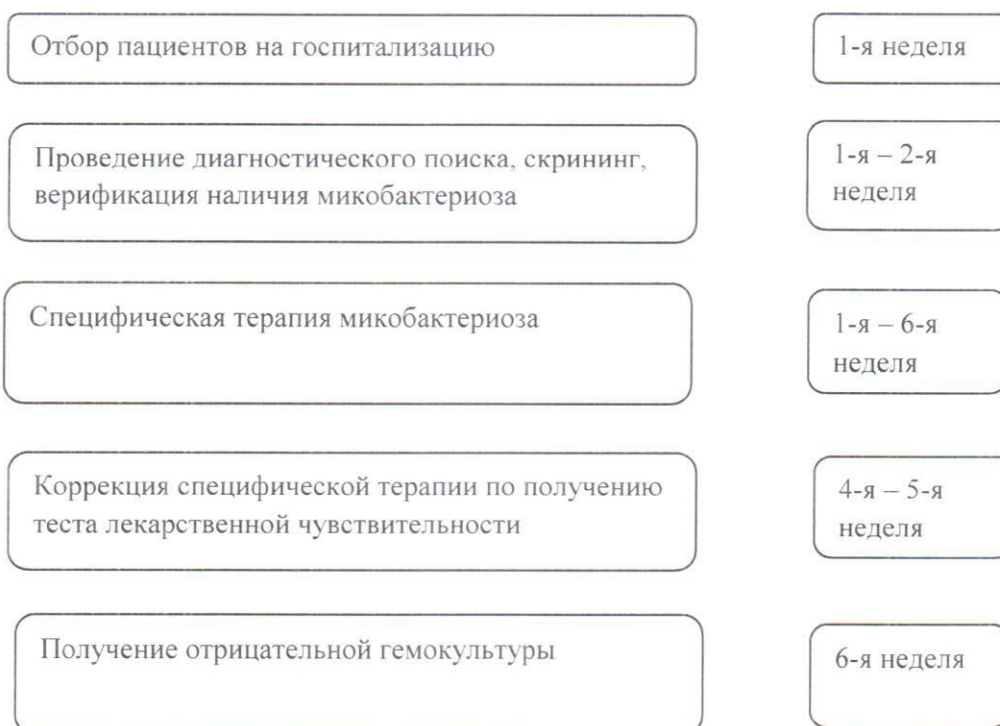 Отбор пациентов на госпитализацию
1-я неделя
Проведение диагностического поиска, скрининг,
верификация наличия микобактериоза
1-я – 2-я
неделя
Специфическая терапия микобактериоза
1-я – 6-я
неделя
Коррекция специфической терапии по получению
теста лекарственной чувствительности
4-я – 5-я
неделя
Получение отрицательной гемокультуры
6-я неделя